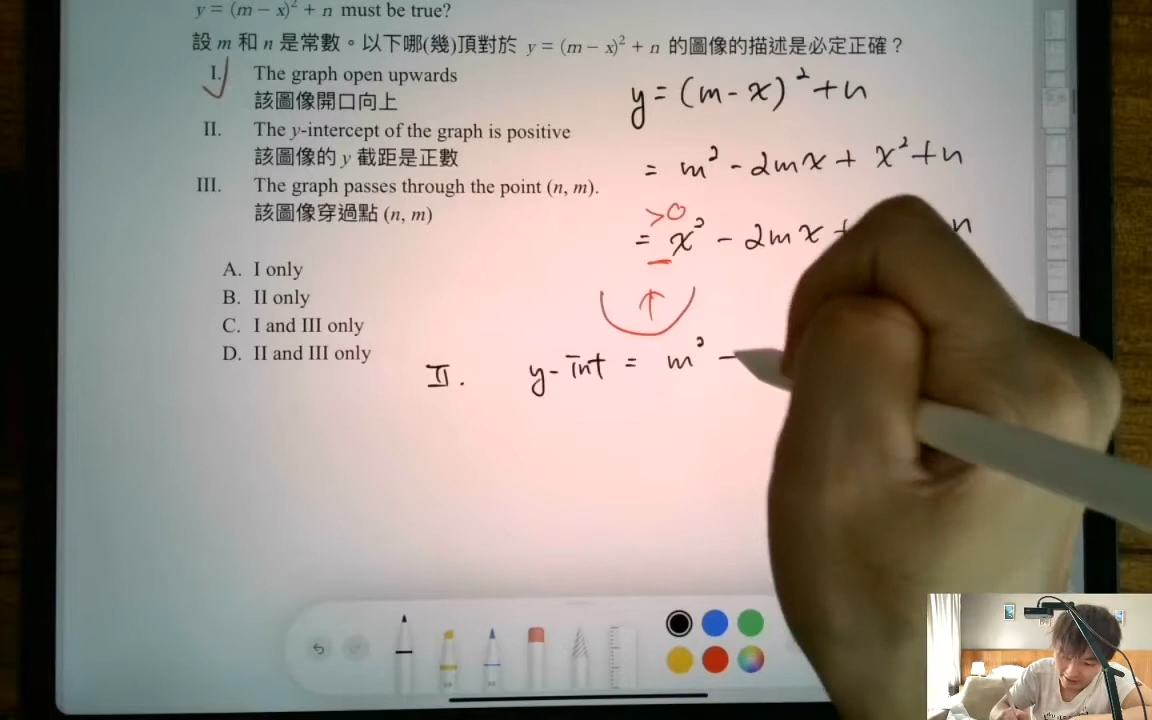 y = (m − x)² + n must be true?
設 m 和 n 是常數。以下哪(幾)項對於 y = (m − x)² + n 的圖像的描述是必定正確？
I. The graph open upwards
該圖像開口向上
II. The y-intercept of the graph is positive
該圖像的 y 截距是正數
III. The graph passes through the point (n, m).
該圖像穿過點 (n, m)
A. I only
B. II only
C. I and III only
D. II and III only
y = (m - x)² + n
= m² - 2mx + x² + n
>0
= x² - 2mx + n
II. y-int = m²